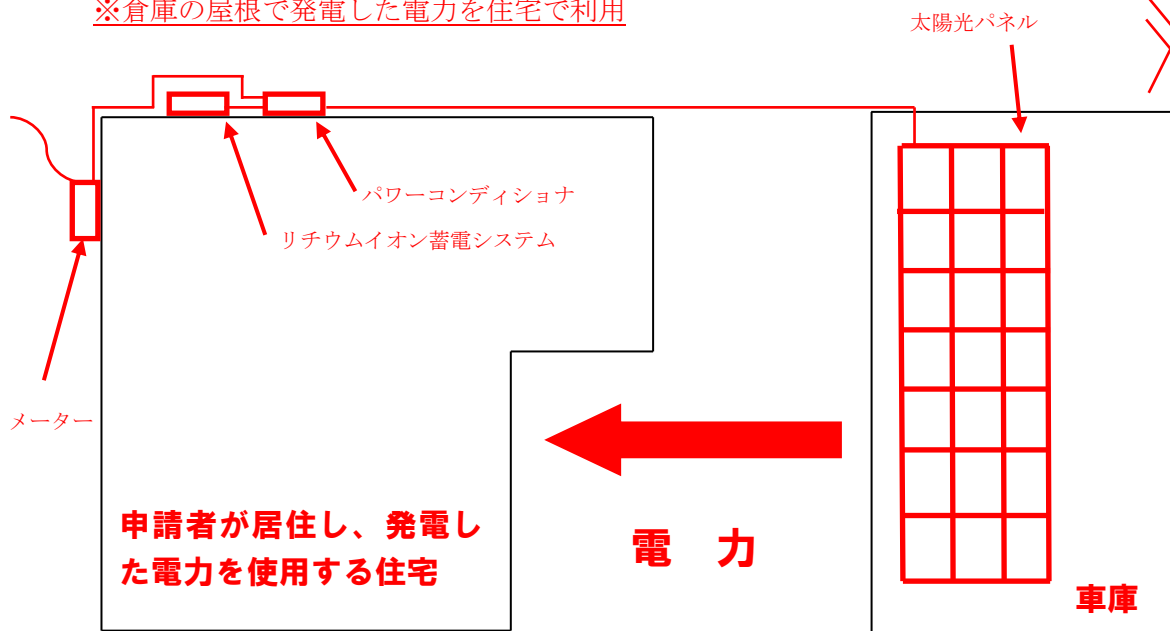 ※倉庫の屋根で発電した電力を住宅で利用
太陽光パネル
パワーコンディショナ
リチウムイオン蓄電システム
メーター
申請者が居住し、発電し
た電力を使用する住宅
電　力
車庫